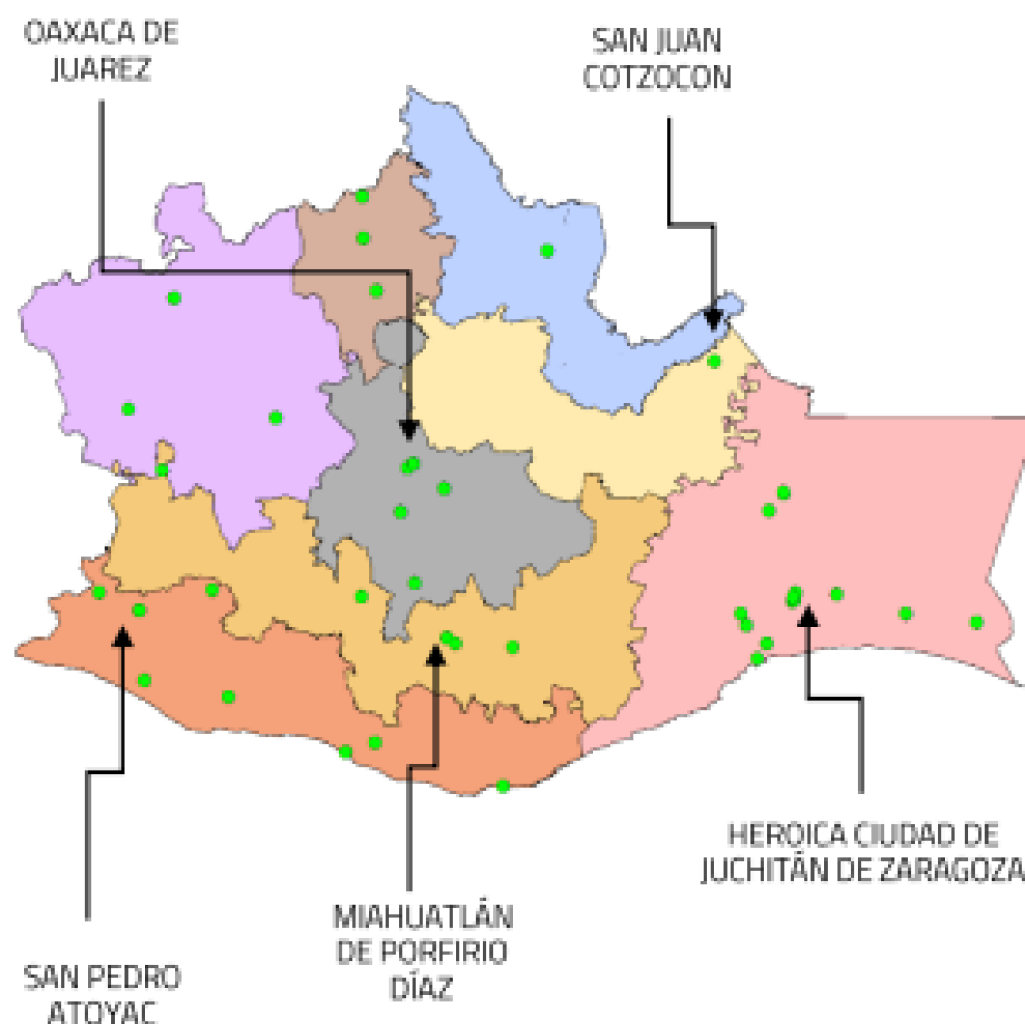 OAXACA DE
JUAREZ
SAN JUAN
COTZOCON
HEROICA CIUDAD DE
JUCHITÁN DE ZARAGOZA
MIAHUATLÁN
DE PORFIRIO
DÍAZ
SAN PEDRO
ATOYAC